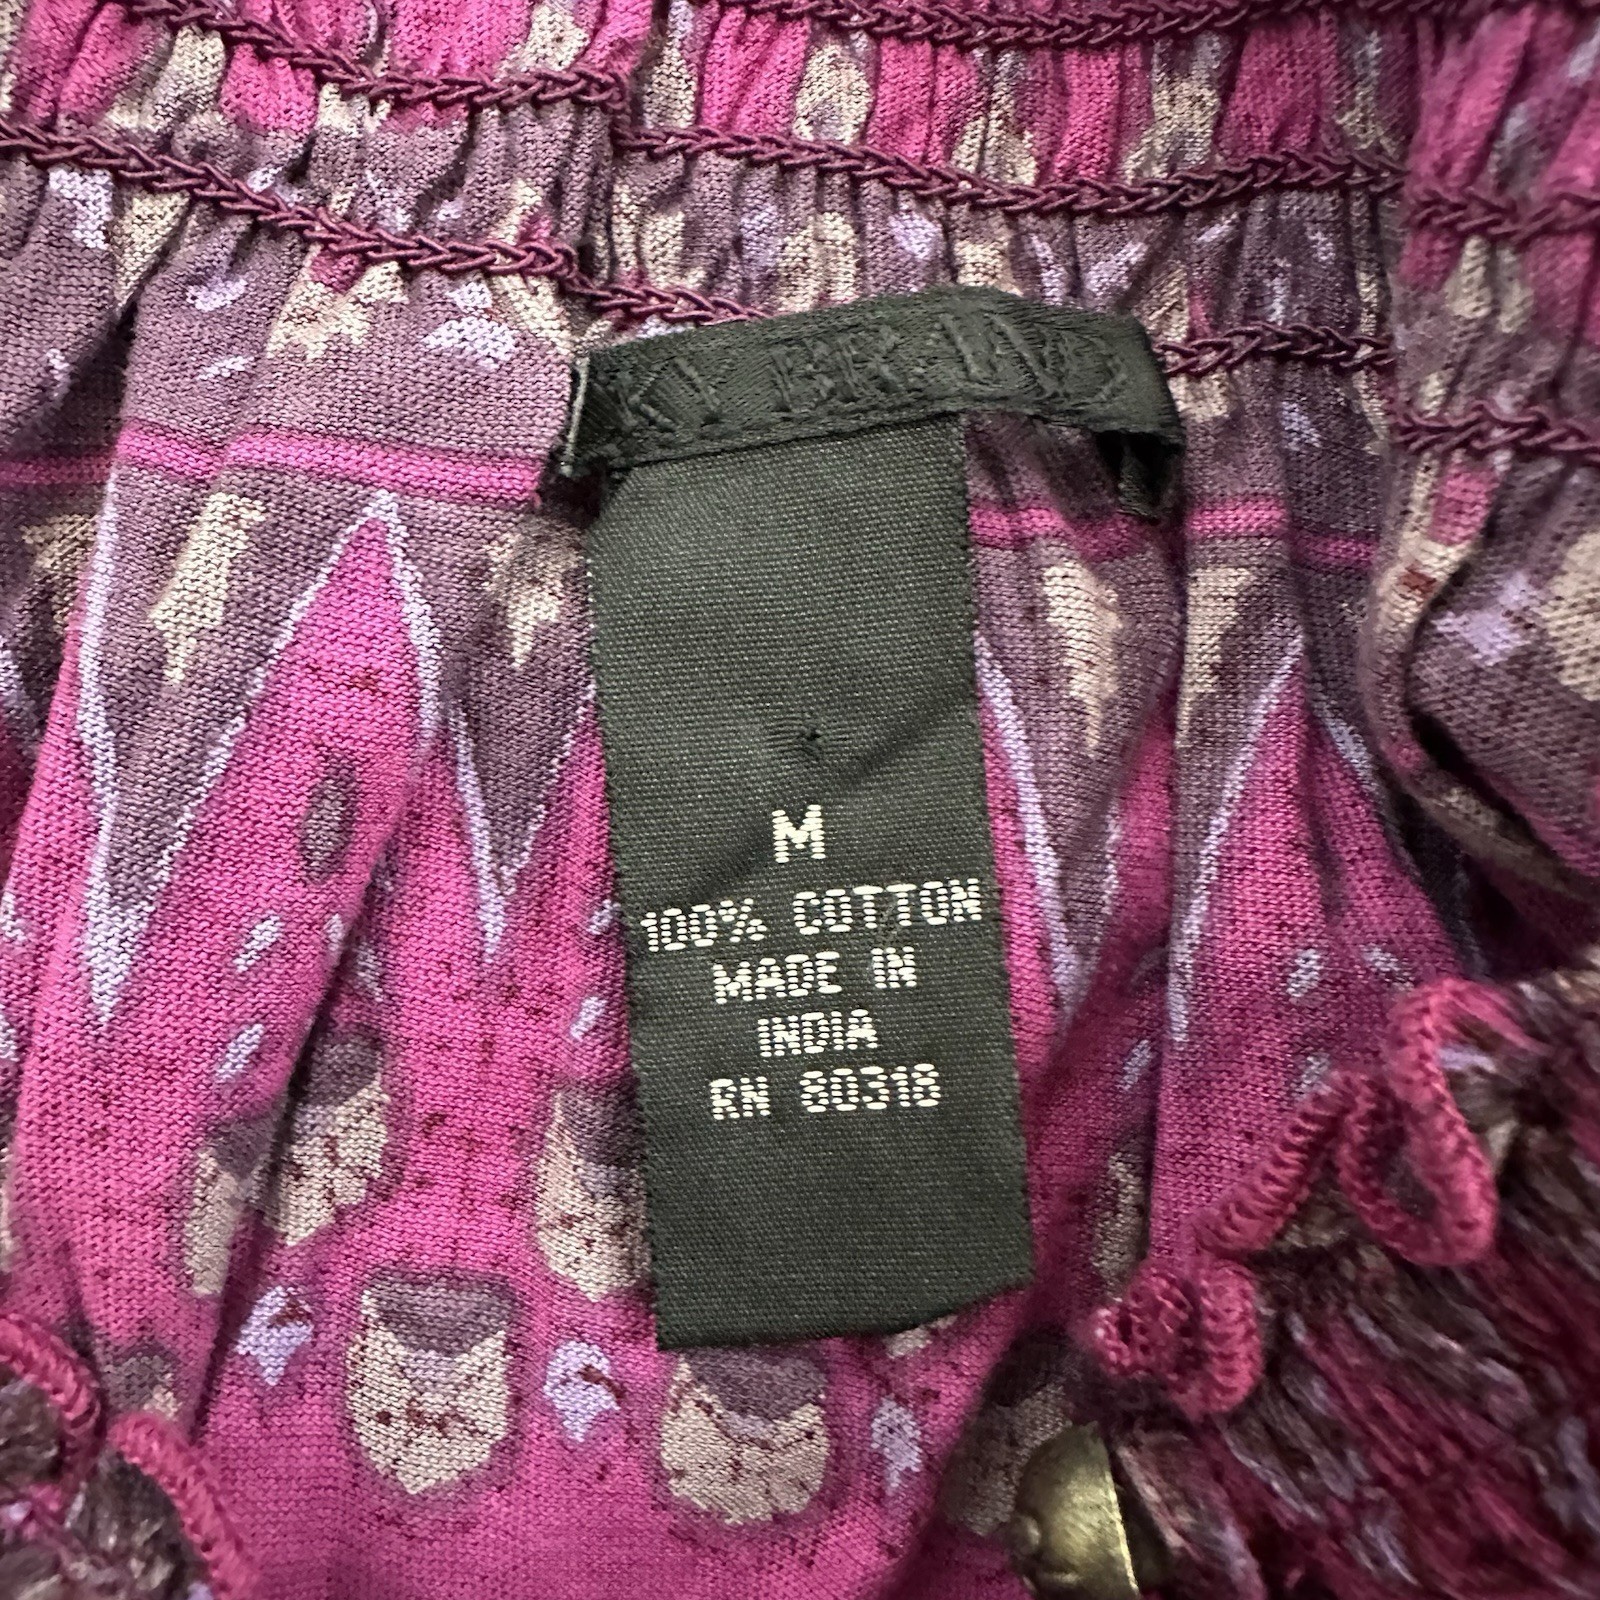 M
100% COTTON
MADE IN
INDIA
RN 80318